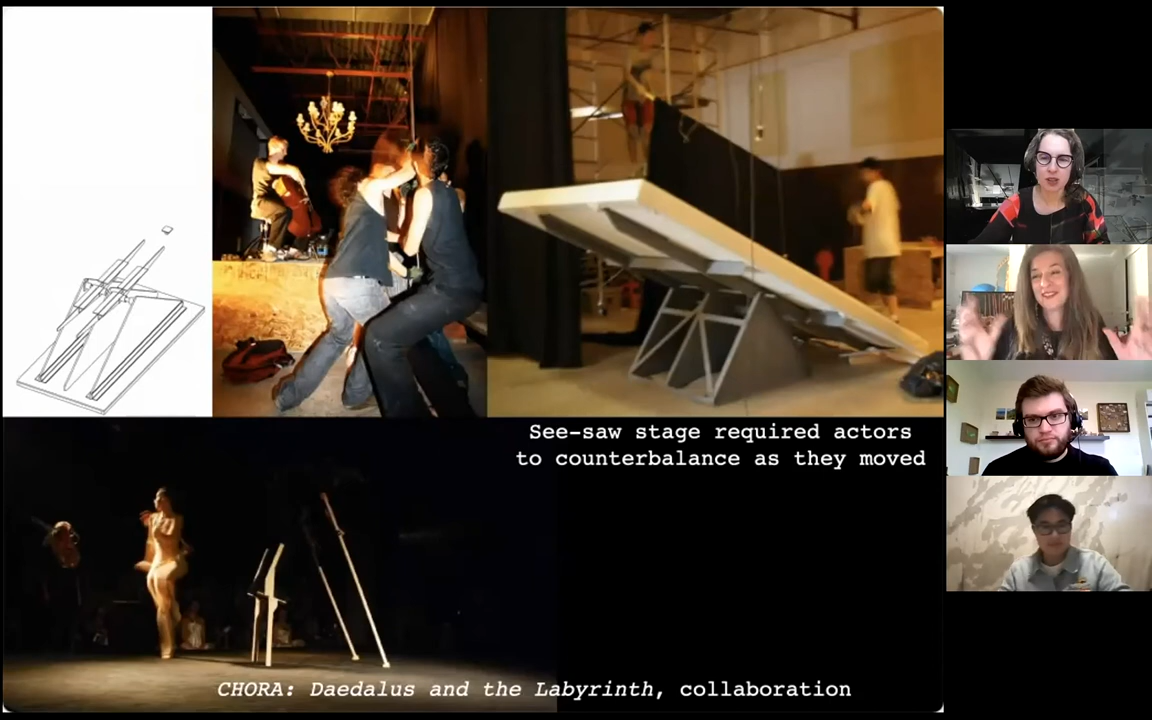 See-saw stage required actors
to counterbalance as they moved
CHORA: Daedalus and the Labyrinth, collaboration